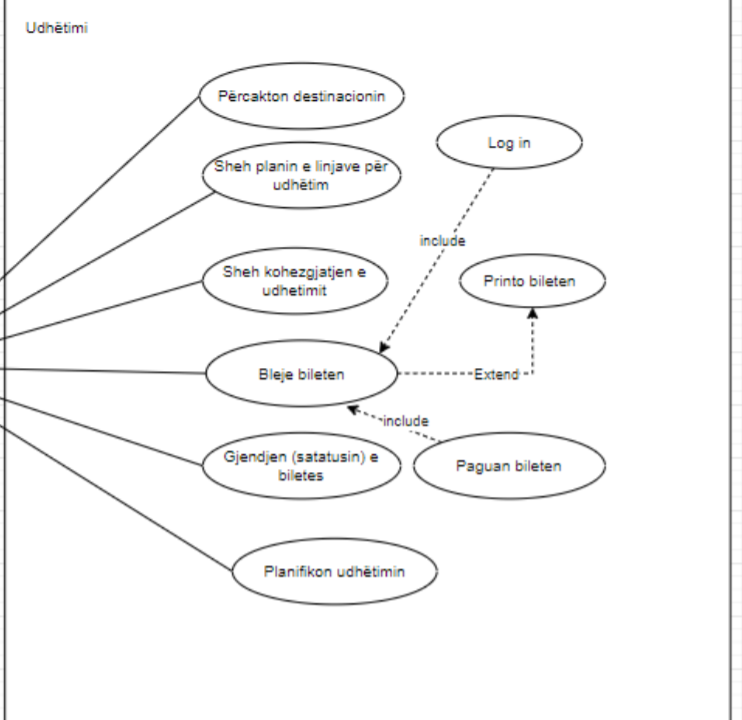 Udhëtimi
Përcakton destinacionin
Log in
Sheh planin e linjave për
udhëtim
include
Sheh kohezgjatjen e
udhetimit
Printo bileten
Bleje bileten
Extend
include
Gjendjen (satatusin) e
biletes
Paguan bileten
Planifikon udhëtimin